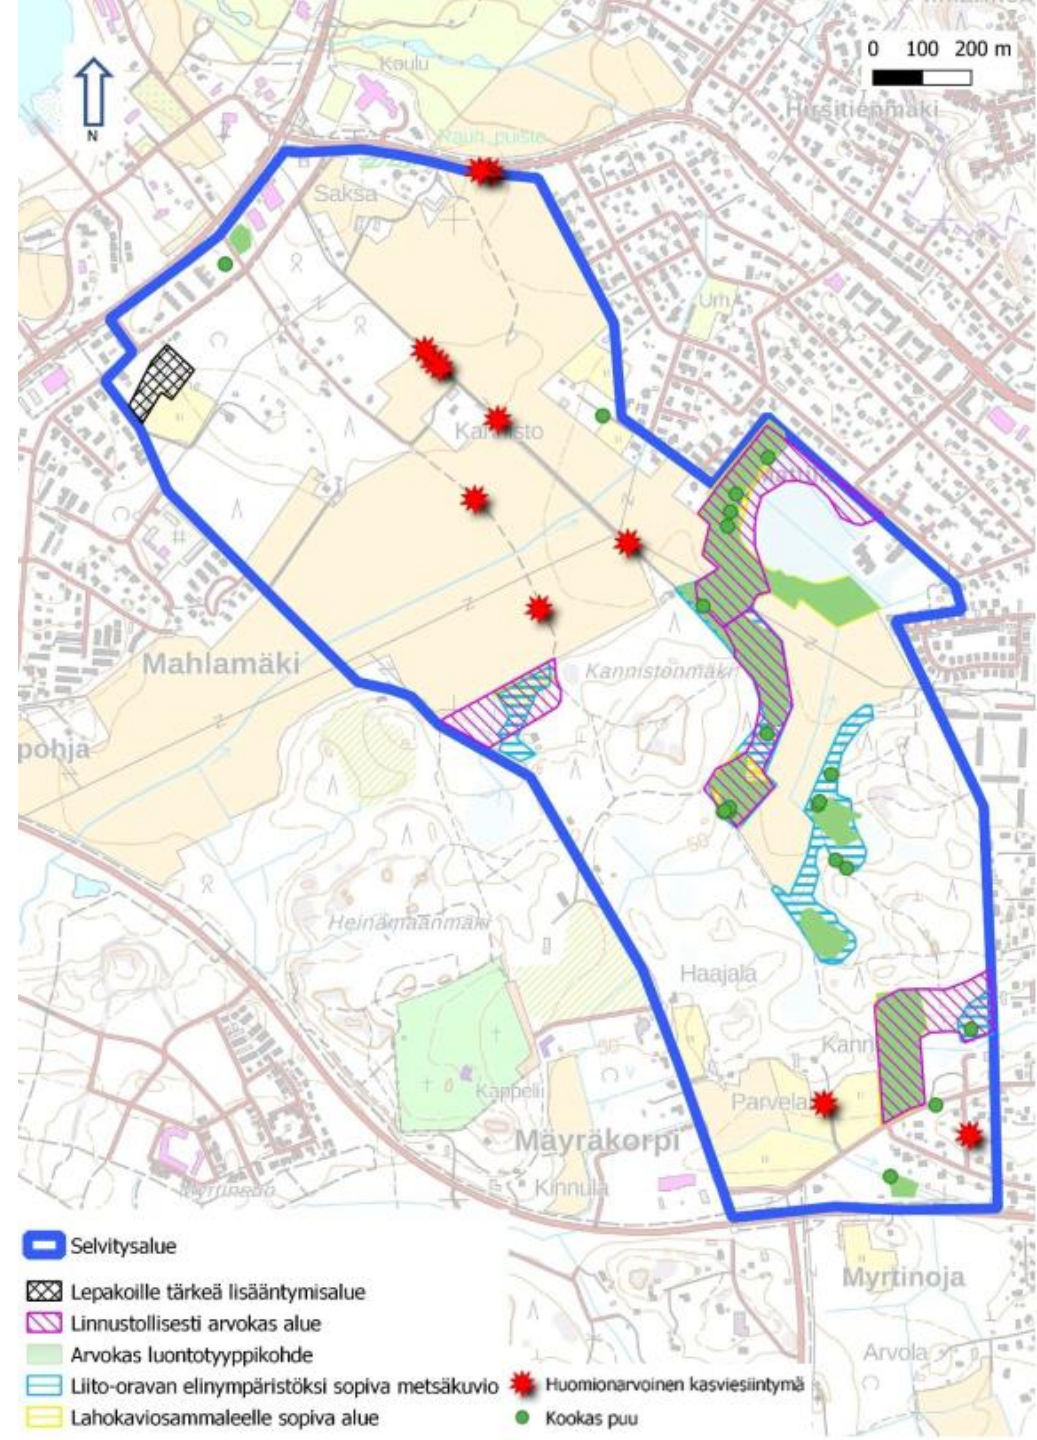 Koulu
0 100 200 m
Hirsitienmäki
Rauh. puisto
N
Saksa
Urh.
Kannisto
Mahlamäki
Kannistonmäki
pohja
50
Heinämaanmäki
Haajala
Kann
Kappeli
Parvela
Mäyräkorpi
Kinnula
Myrtinoja
Arvola
Selvitysalue
Lepakoille tärkeä lisääntymisalue
Linnustollisesti arvokas alue
Arvokas luontotyyppikohde
Liito-oravan elinympäristöksi sopiva metsäkuvio
Huomionarvoinen kasviesiintymä
Lahokaviosammaleelle sopiva alue
Kookas puu